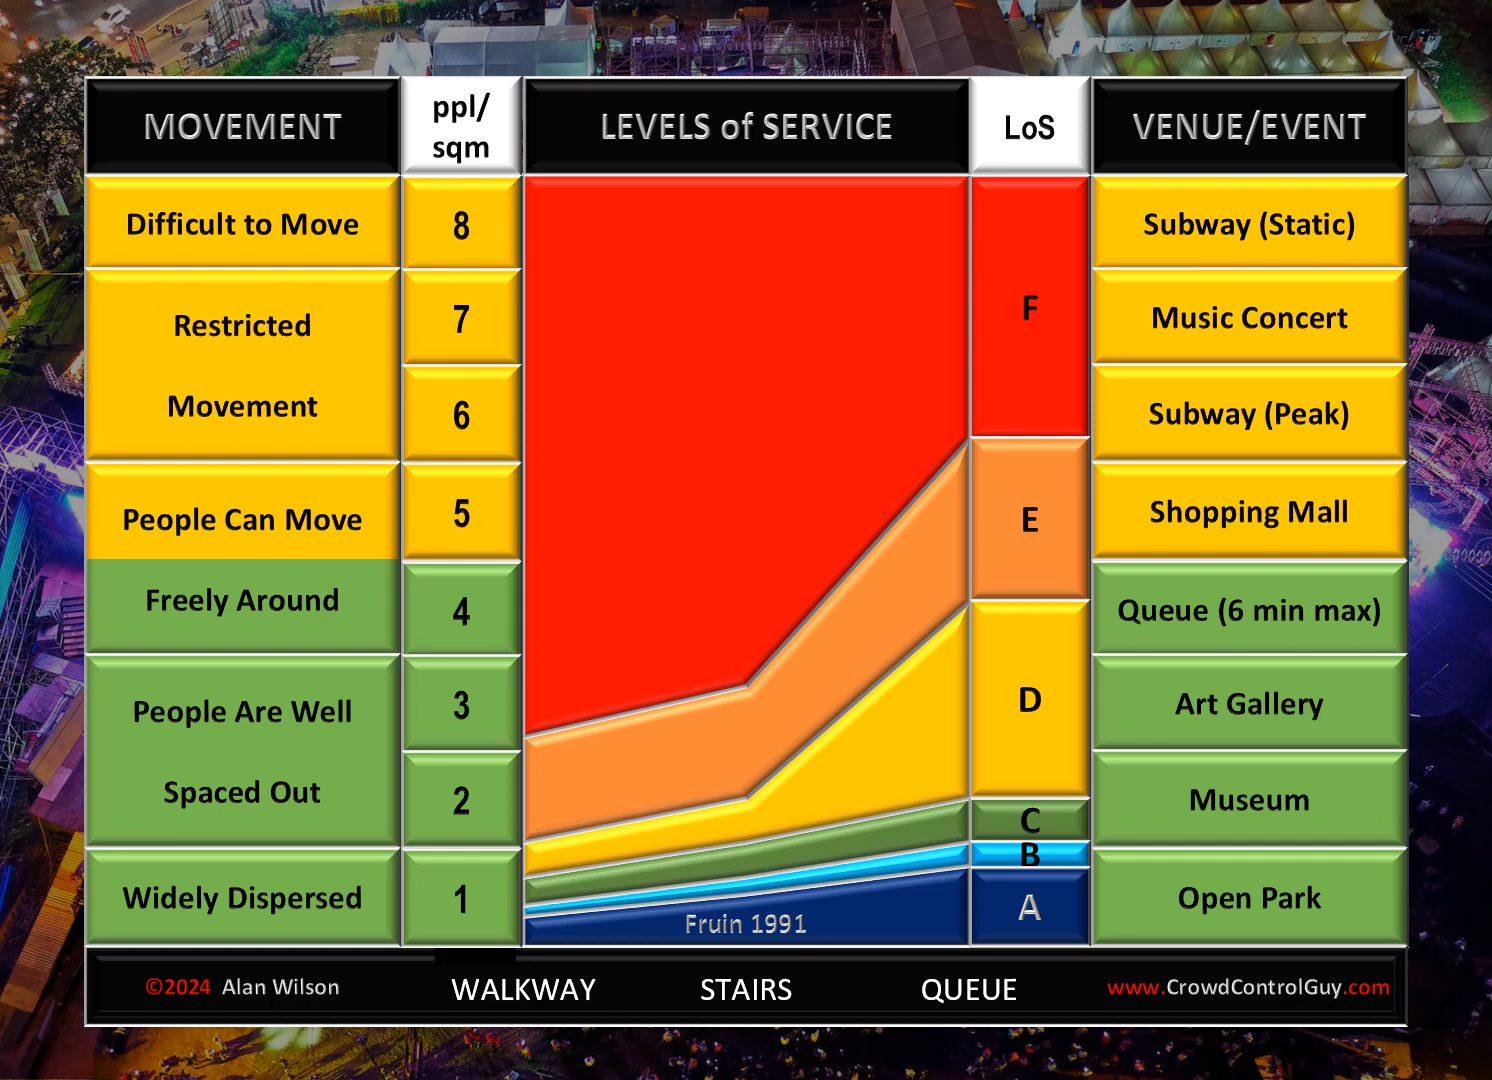 MOVEMENT
ppl/
sqm
LEVELS of SERVICE
LoS
VENUE/EVENT
Difficult to Move
8
Subway (Static)
Restricted
Movement
7
F
Music Concert
6
Subway (Peak)
People Can Move
Freely Around
5
E
Shopping Mall
4
Queue (6 min max)
People Are Well
Spaced Out
3
D
Art Gallery
2
C
Museum
B
Widely Dispersed
1
Fruin 1991
A
Open Park
©2024 Alan Wilson
WALKWAY
STAIRS
QUEUE
www.CrowdControlGuy.com